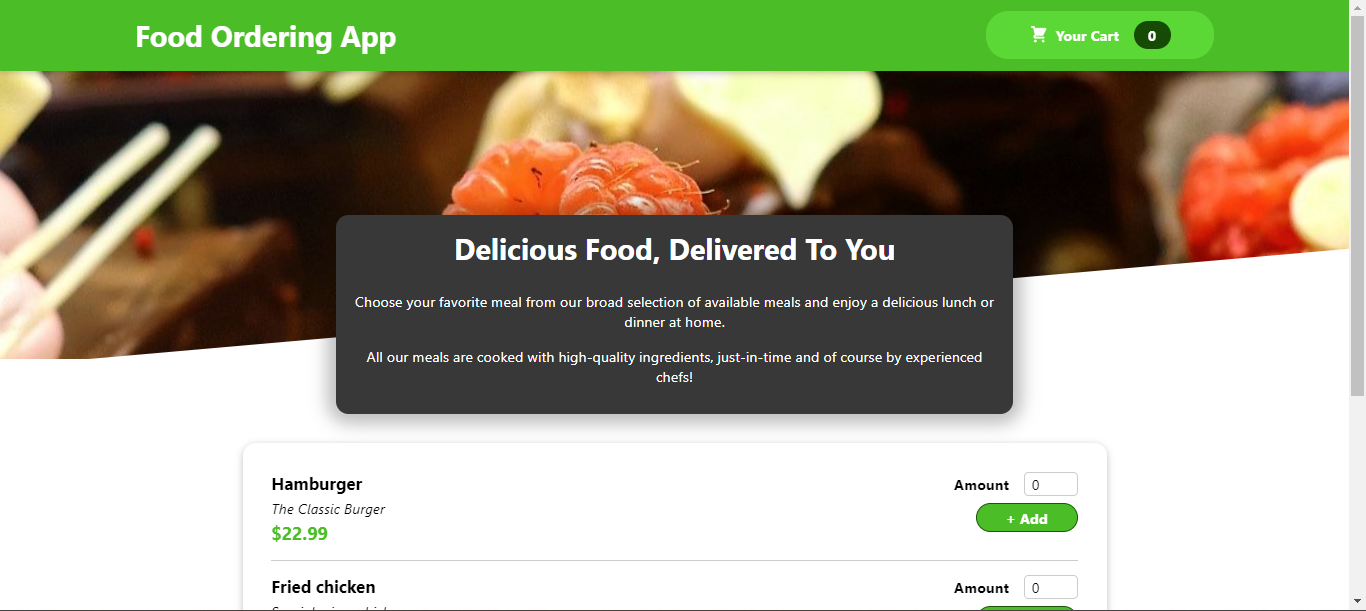 Food Ordering App
Your Cart 0
Delicious Food, Delivered To You
Choose your favorite meal from our broad selection of available meals and enjoy a delicious lunch or
dinner at home.
All our meals are cooked with high-quality ingredients, just-in-time and of course by experienced
chefs!
Hamburger
Amount 0
The Classic Burger
+ Add
$22.99
Fried chicken
Amount 0